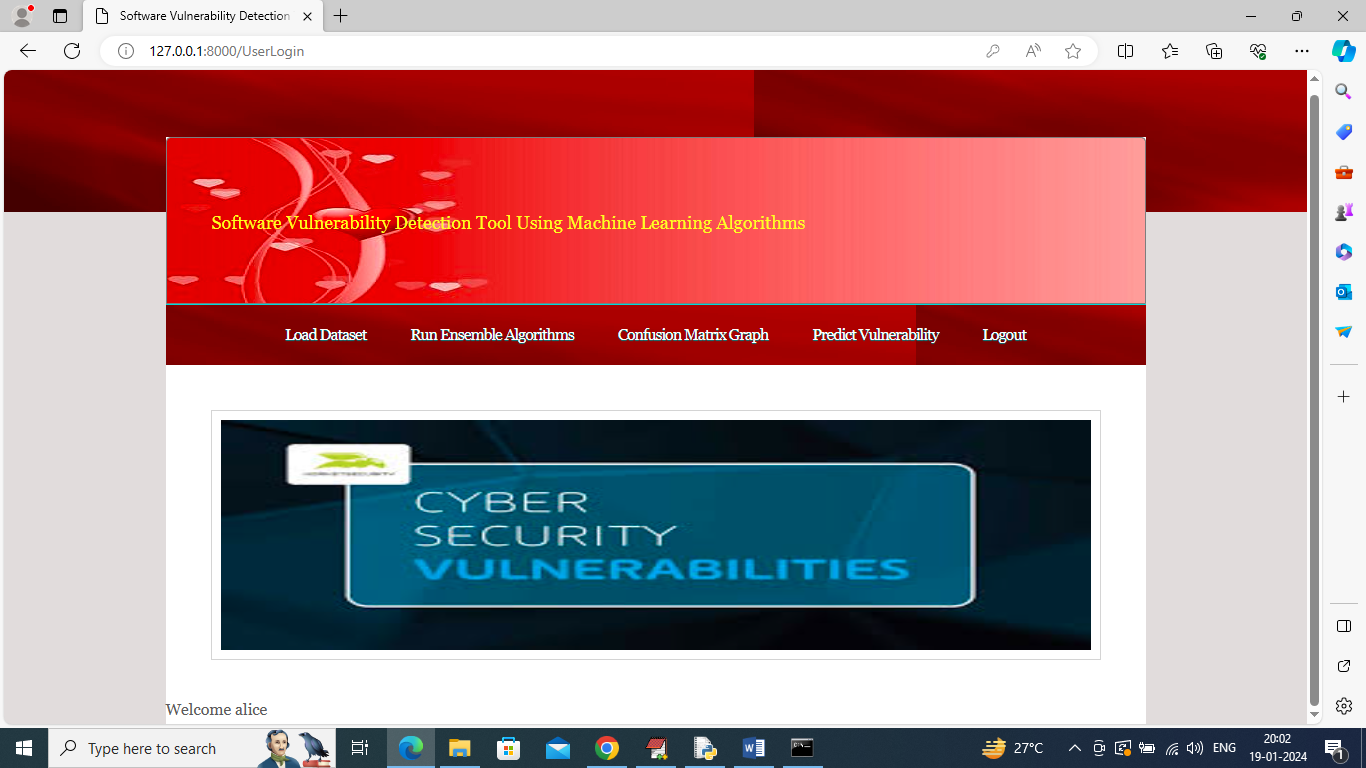 Software Vulnerability Detection
127.0.0.1:8000/UserLogin
Software Vulnerability Detection Tool Using Machine Learning Algorithms
Load Dataset Run Ensemble Algorithms Confusion Matrix Graph Predict Vulnerability Logout
CYBER
SECURITY
VULNERABILITIES
Welcome alice
Type here to search
27°C
ENG
20:02
19-01-2024
1